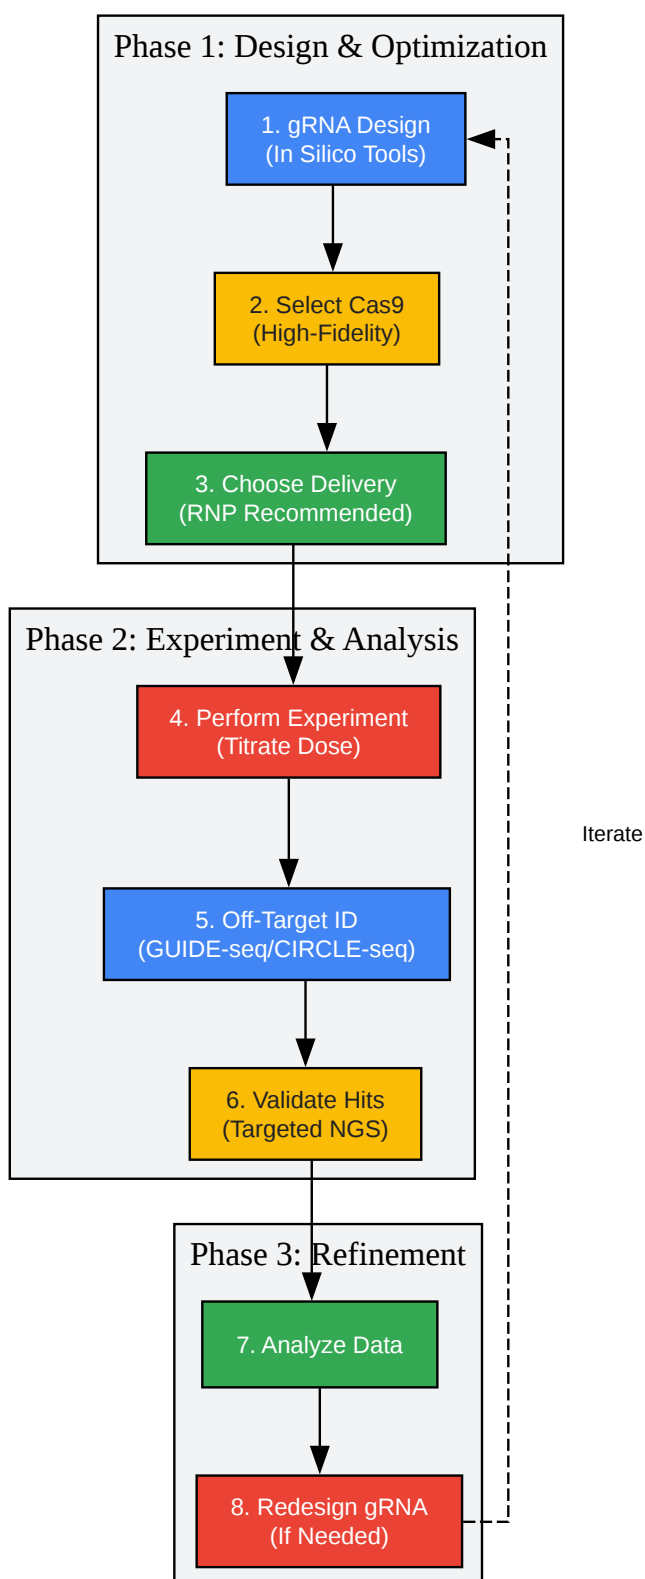 Phase 1: Design & Optimization
1. gRNA Design
(In Silico Tools)
2. Select Cas9
(High-Fidelity)
3. Choose Delivery
(RNP Recommended)
Phase 2: Experiment & Analysis
4. Perform Experiment
(Titrate Dose)
Iterate
5. Off-Target ID
(GUIDE-seq/CIRCLE-seq)
6. Validate Hits
(Targeted NGS)
Phase 3: Refinement
7. Analyze Data
8. Redesign gRNA
(If Needed)